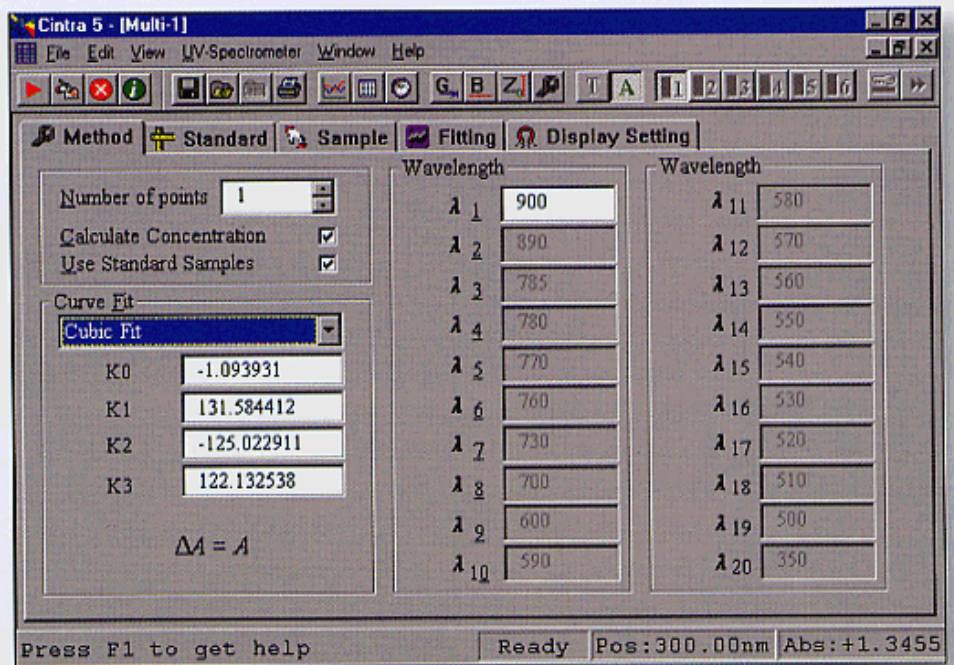 Cintra 5 - [Multi-1]
File Edit View UV-Spectrometer Window Help
G B Z T A 1 2 3 4 5 6
Method Standard Sample Fitting Display Setting
Number of points 1
Calculate Concentration
Use Standard Samples
Curve Fit
Cubic Fit
K0 -1.093931
K1 131.584412
K2 -125.022911
K3 122.132538
ΔA = A
Wavelength
λ 1 900
λ 2 890
λ 3 785
λ 4 780
λ 5 770
λ 6 760
λ 7 730
λ 8 700
λ 9 600
λ 10 590
Wavelength
λ 11 580
λ 12 570
λ 13 560
λ 14 550
λ 15 540
λ 16 530
λ 17 520
λ 18 510
λ 19 500
λ 20 350
Press F1 to get help Ready Pos:300.00nm Abs:+1.3455